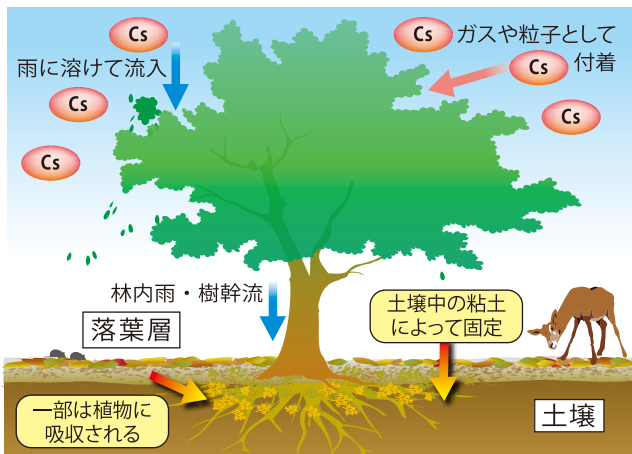 Cs
Cs
ガスや粒子として
付着
雨に溶けて流入
Cs
Cs
Cs
Cs
林内雨・樹幹流
落葉層
土壌中の粘土
によって固定
一部は植物に
吸収される
土壌